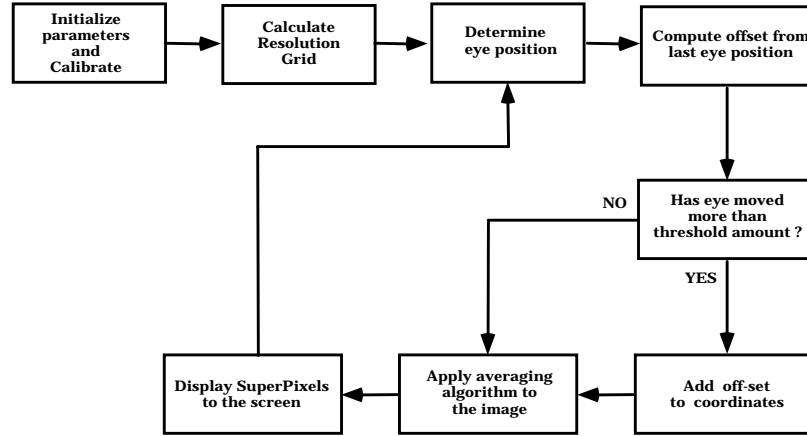 Initialize
parameters
and
Calibrate
Calculate
Resolution
Grid
Determine
eye position
Compute offset from
last eye position
Has eye moved
more than
threshold amount ?
NO
YES
Add off-set
to coordinates
Apply averaging
algorithm to
the image
Display SuperPixels
to the screen